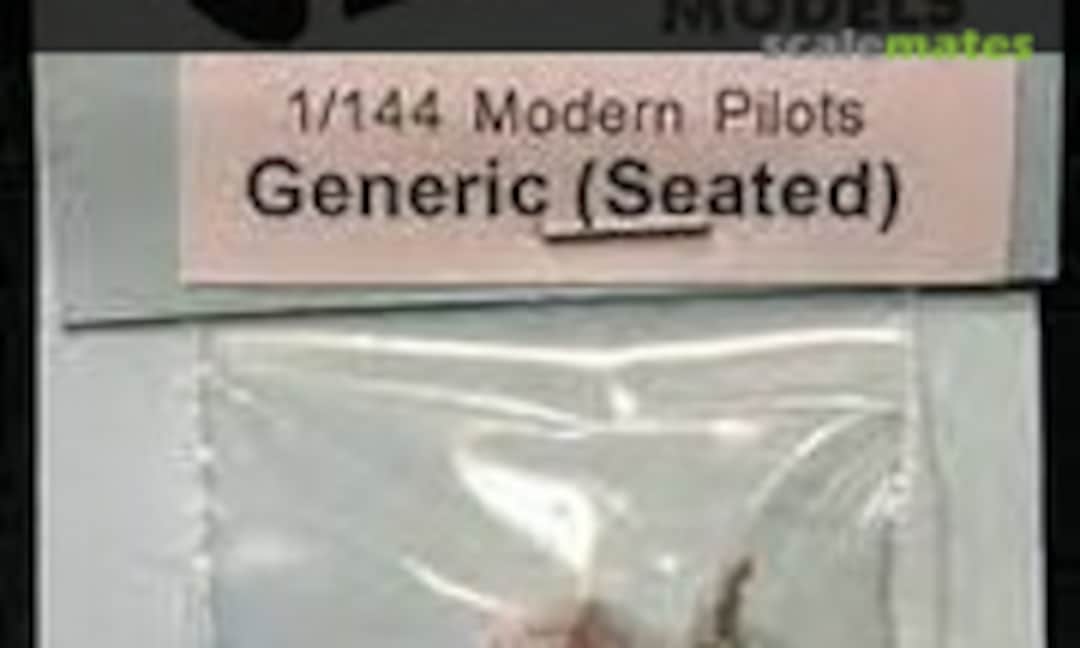 MODELS
scalemates
1/144 Modern Pilots
Generic (Seated)